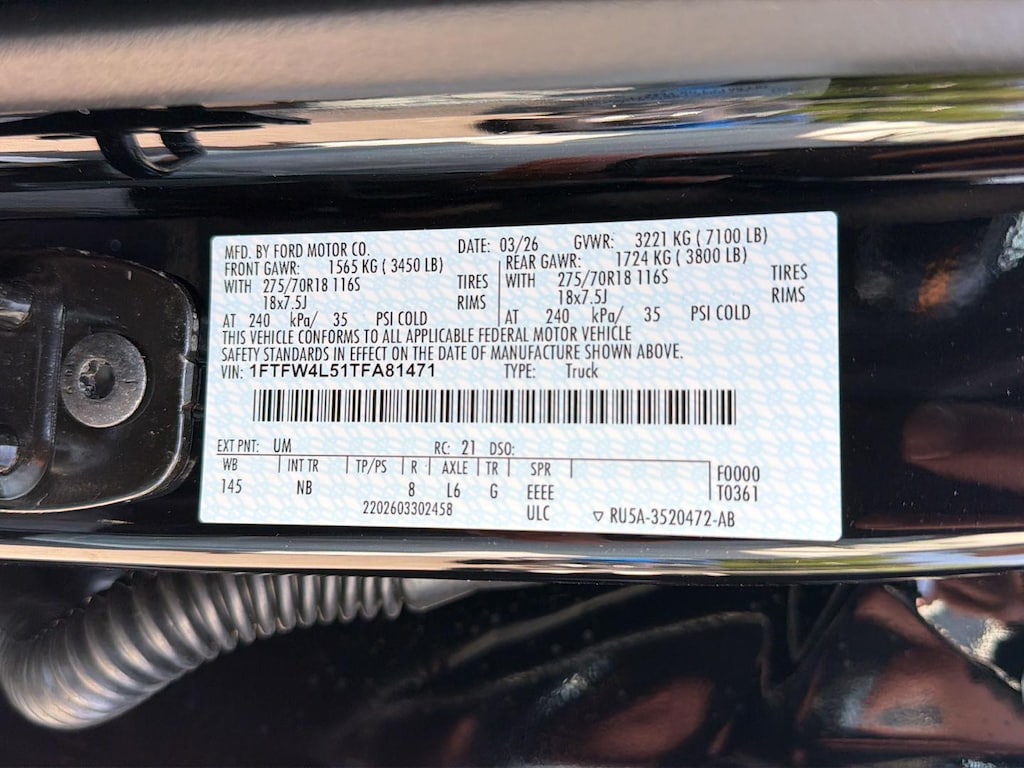 MFD. BY FORD MOTOR CO. DATE: 03/26 GVWR: 3221 KG ( 7100 LB)
FRONT GAWR: 1565 KG ( 3450 LB) REAR GAWR: 1724 KG ( 3800 LB)
WITH 275/70R18 116S TIRES WITH 275/70R18 116S TIRES
18x7.5J RIMS 18x7.5J RIMS
AT 240 kPa/ 35 PSI COLD AT 240 kPa/ 35 PSI COLD
THIS VEHICLE CONFORMS TO ALL APPLICABLE FEDERAL MOTOR VEHICLE
SAFETY STANDARDS IN EFFECT ON THE DATE OF MANUFACTURE SHOWN ABOVE.
VIN: 1FTFW4L51TFA81471 TYPE: Truck
EXT PNT: UM RC: 21 DSO:
WB INT TR TP/PS R AXLE TR SPR F0000
145 NB 8 L6 G EEEE T0361
2202603302458 ULC ▽ RU5A-3520472-AB